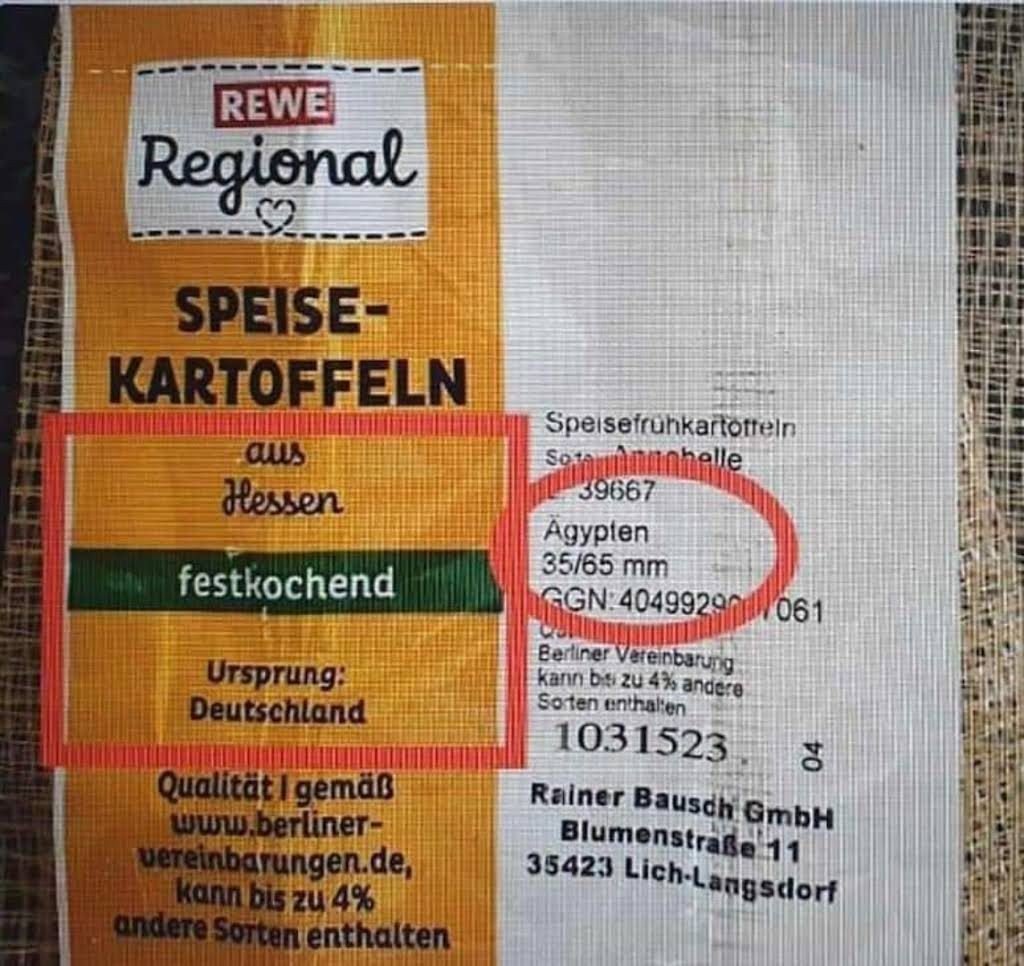 REWE
Regional
SPEISE-
KARTOFFELN
aus
Hessen
festkochend
Ursprung:
Deutschland
Qualität I gemäß
www.berliner-
vereinbarungen.de,
kann bis zu 4%
andere Sorten enthalten
Speisefrühkartoffeln
39667
Ägypten
35/65 mm
GGN:
Berliner Vereinbarung
kann bis zu 4% andere
Sorten enthalten
1031523
04
Rainer Bausch GmbH
Blumenstraße 11
35423 Lich-Langsdorf